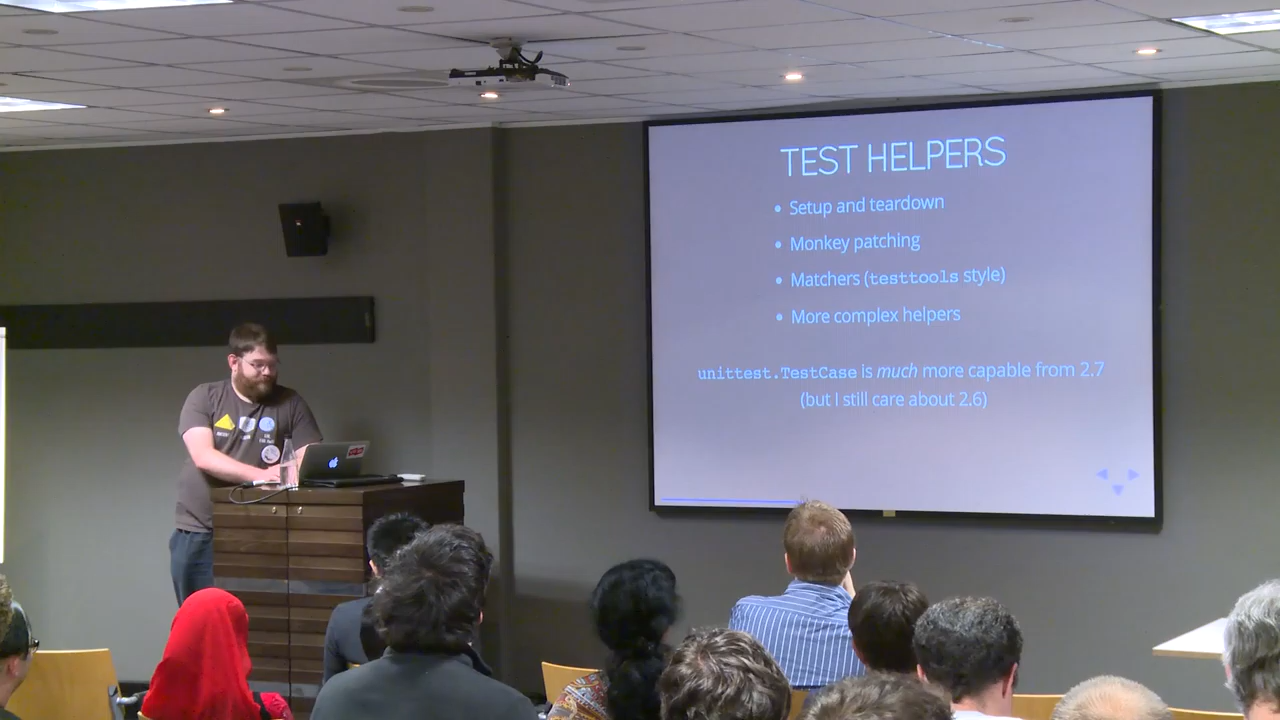 TEST HELPERS
• Setup and teardown
• Monkey patching
• Matchers (testtools style)
• More complex helpers
unittest.TestCase is much more capable from 2.7
(but I still care about 2.6)